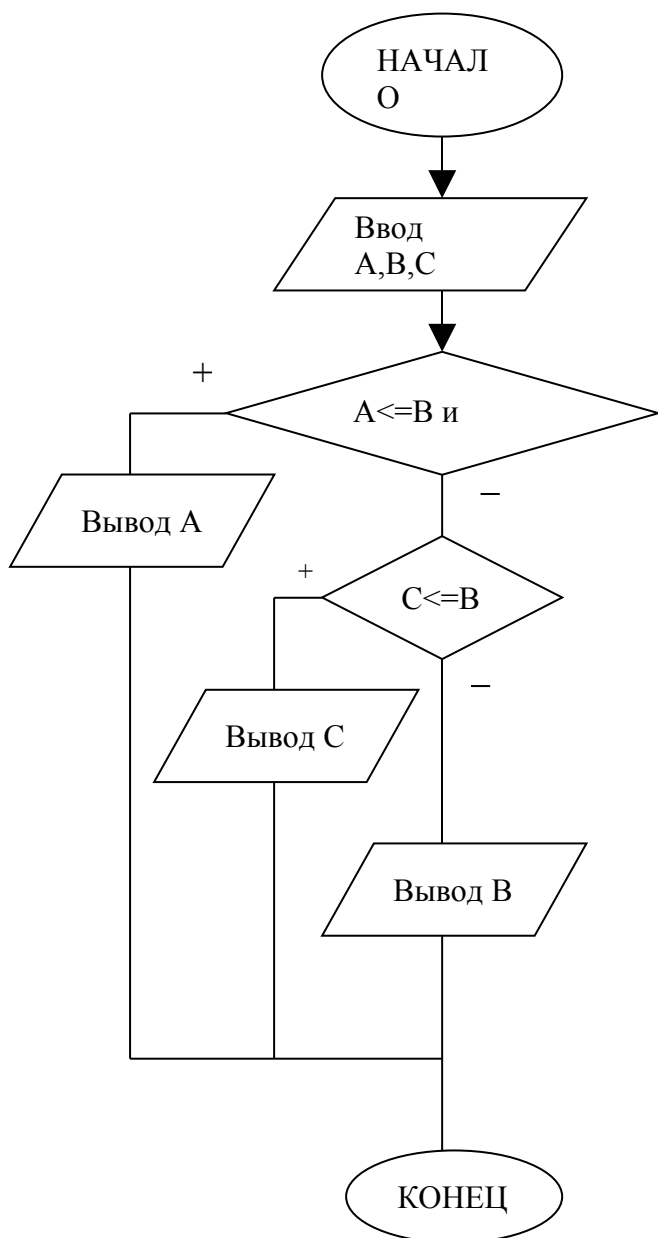 НАЧАЛ
О
Ввод
А,В,С
+
А<=В и
–
Вывод А
+
С<=В
–
Вывод С
Вывод В
КОНЕЦ